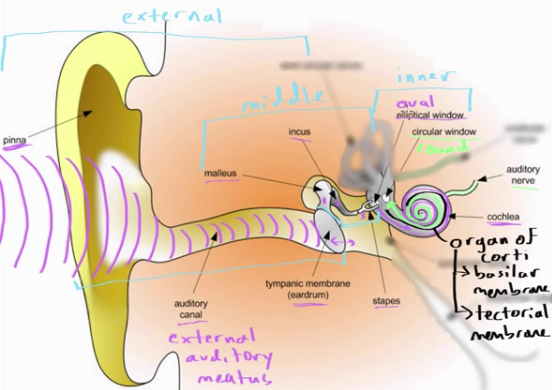 external
inner
middle
oval
elliptical window
circular window
round
incus
pinna
malleus
auditory
nerve
cochlea
organ of
corti
→ basilar
membrane
→ tectorial
membrane
tympanic membrane
(eardrum)
stapes
auditory
canal
external
auditory
meatus